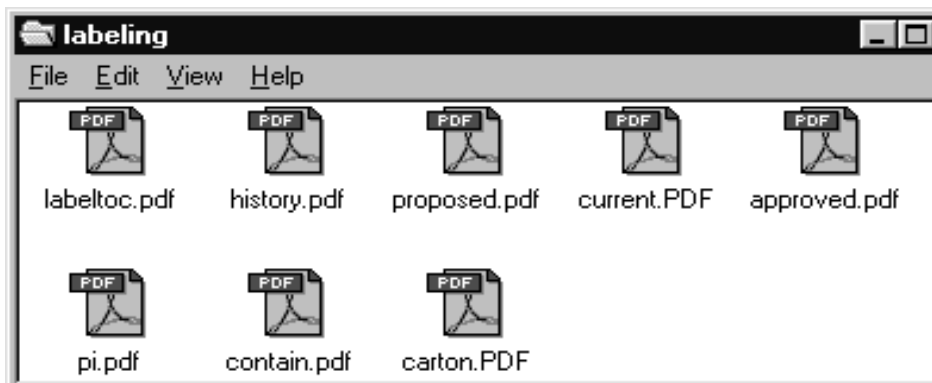 labeling
File Edit View Help
PDF PDF PDF PDF PDF
labeltoc.pdf history.pdf proposed.pdf current.PDF approved.pdf
PDF PDF PDF
pi.pdf contain.pdf carton.PDF